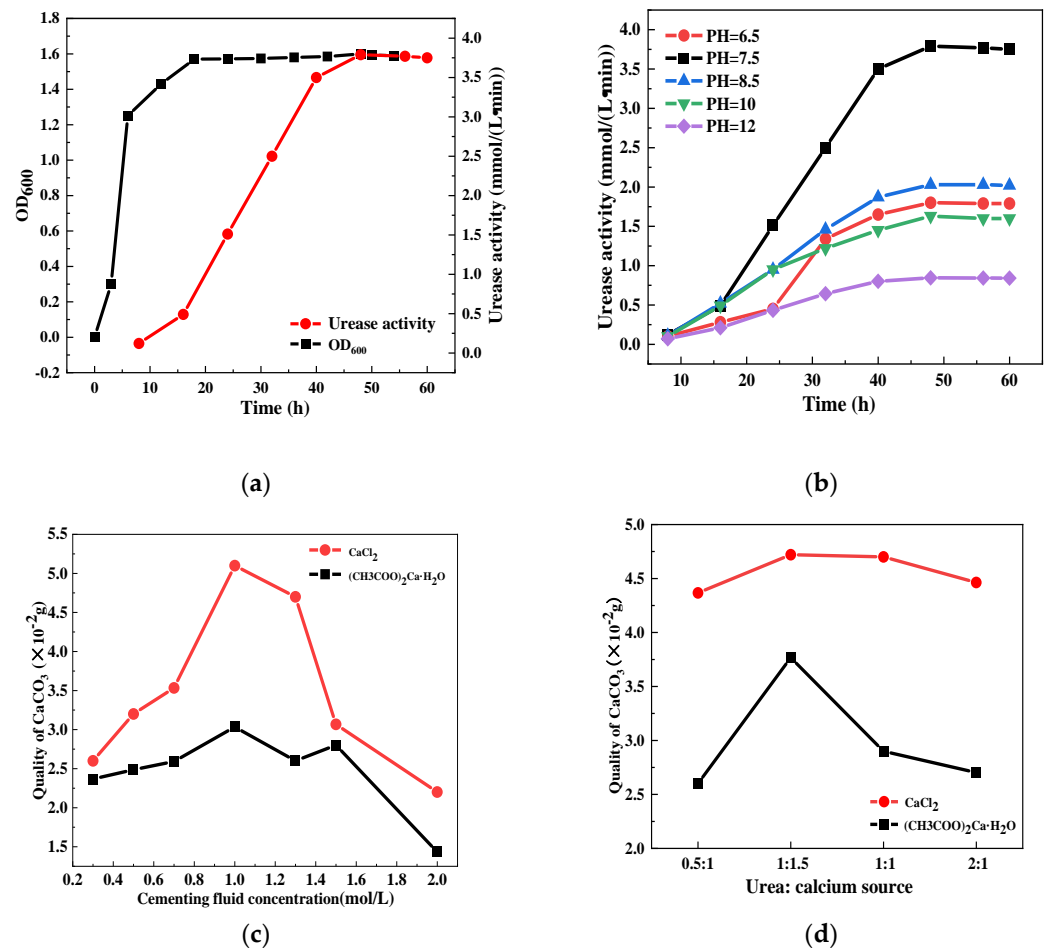 1.8
1.6
1.4
1.2
1.0
0.8
0.6
0.4
0.2
0.0
-0.2
OD600
4.0
3.5
3.0
2.5
2.0
1.5
1.0
0.5
0.0
Urease activity (mmol/(L•min))
Urease activity
OD600
0 10 20 30 40 50 60
Time (h)
(a)
4.0
3.5
3.0
2.5
2.0
1.5
1.0
0.5
0.0
Urease activity (mmol/(L•min))
PH=6.5
PH=7.5
PH=8.5
PH=10
PH=12
10 20 30 40 50 60
Time (h)
(b)
5.5
5.0
4.5
4.0
3.5
3.0
2.5
2.0
1.5
Quality of CaCO3 (×10-2g)
CaCl2
(CH3COO)2Ca·H2O
0.2 0.4 0.6 0.8 1.0 1.2 1.4 1.6 1.8 2.0
Cementing fluid concentration(mol/L)
(c)
5.0
4.5
4.0
3.5
3.0
2.5
2.0
Quality of CaCO3 (×10-2g)
CaCl2
(CH3COO)2Ca·H2O
0.5:1 1:1.5 1:1 2:1
Urea: calcium source
(d)